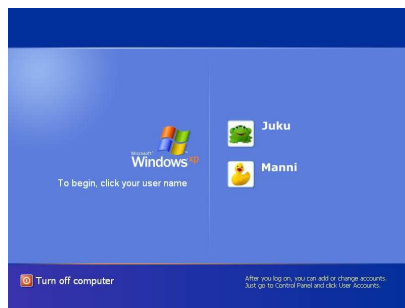 Juku
Manni
Microsoft
Windows xp
To begin, click your user name
Turn off computer
After you log on, you can add or change accounts.
Just go to Control Panel and click User Accounts.